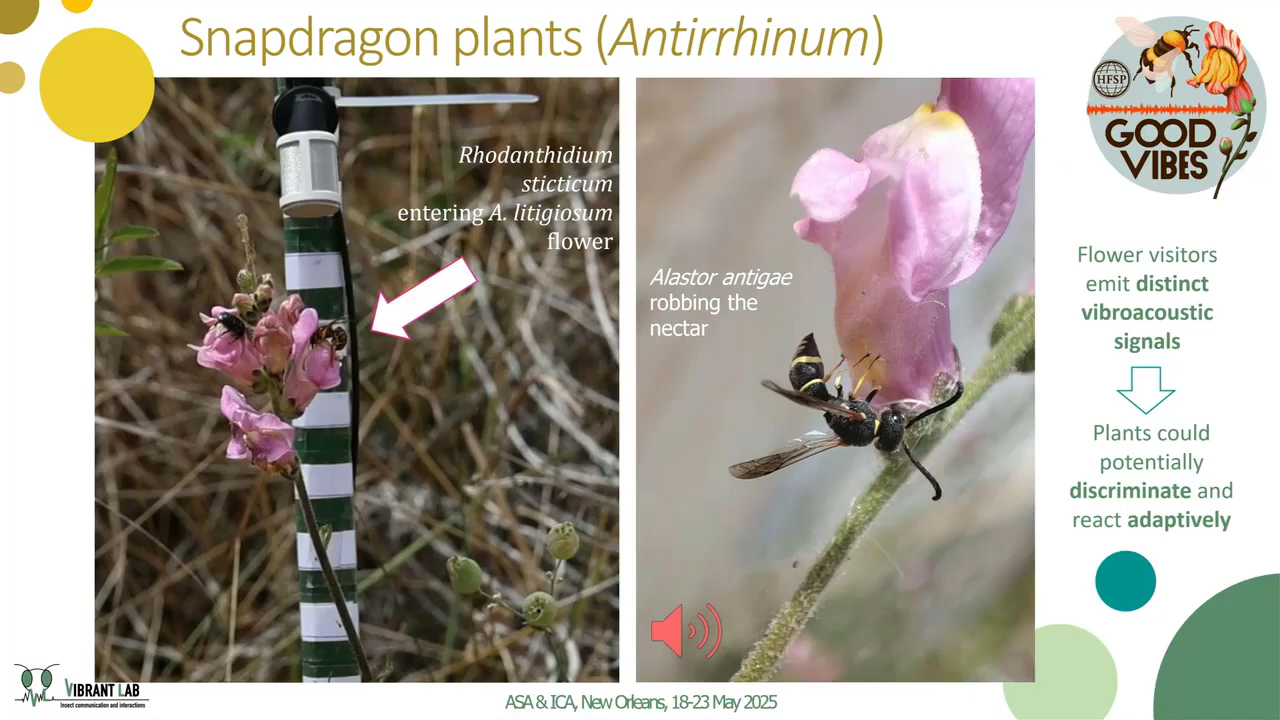 Snapdragon plants (Antirrhinum)
Rhodanthidium
sticticum
entering A. litigiosum
flower
Alastor antigae
robbing the
nectar
HFSP
GOOD
VIBES
Flower visitors
emit distinct
vibroacoustic
signals
Plants could
potentially
discriminate and
react adaptively
VIBRANT LAB
Insect communication and interactions
ASA & ICA, New Orleans, 18-23 May 2025